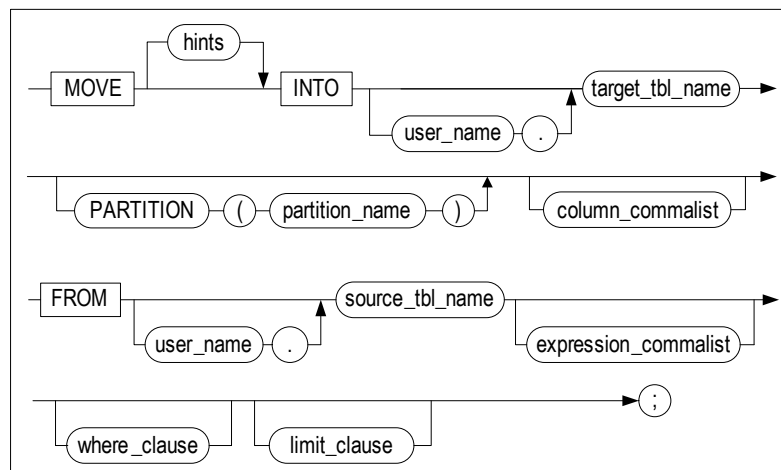 hints
MOVE INTO target_tbl_name
user_name .
PARTITION ( partition_name ) column_commalist
FROM source_tbl_name
user_name . expression_commalist
;
where_clause limit_clause